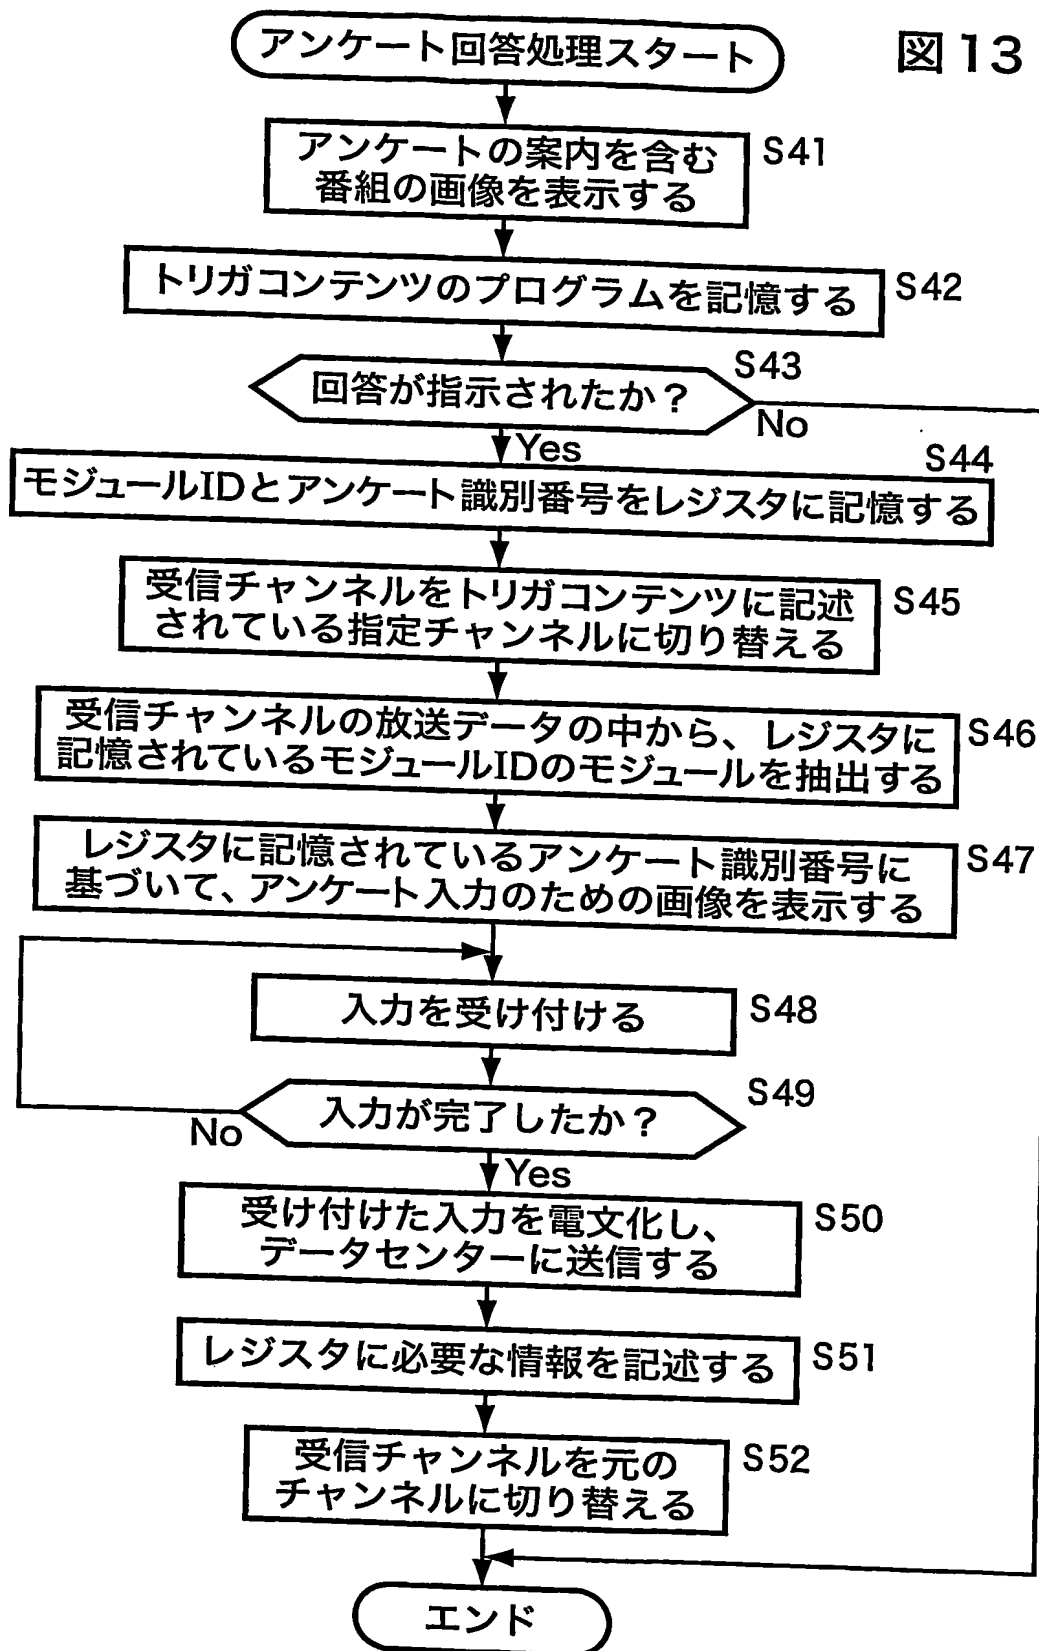 図13
アンケート回答処理スタート
アンケートの案内を含む
番組の画像を表示する
S41
トリガコンテンツのプログラムを記憶する
S42
回答が指示されたか？
S43
No
Yes
S44
モジュールIDとアンケート識別番号をレジスタに記憶する
受信チャンネルをトリガコンテンツに記述
されている指定チャンネルに切り替える
S45
受信チャンネルの放送データの中から、レジスタに
記憶されているモジュールIDのモジュールを抽出する
S46
レジスタに記憶されているアンケート識別番号に
基づいて、アンケート入力のための画像を表示する
S47
入力を受け付ける
S48
入力が完了したか？
S49
No
Yes
受け付けた入力を電文化し、
データセンターに送信する
S50
レジスタに必要な情報を記述する
S51
受信チャンネルを元の
チャンネルに切り替える
S52
エンド